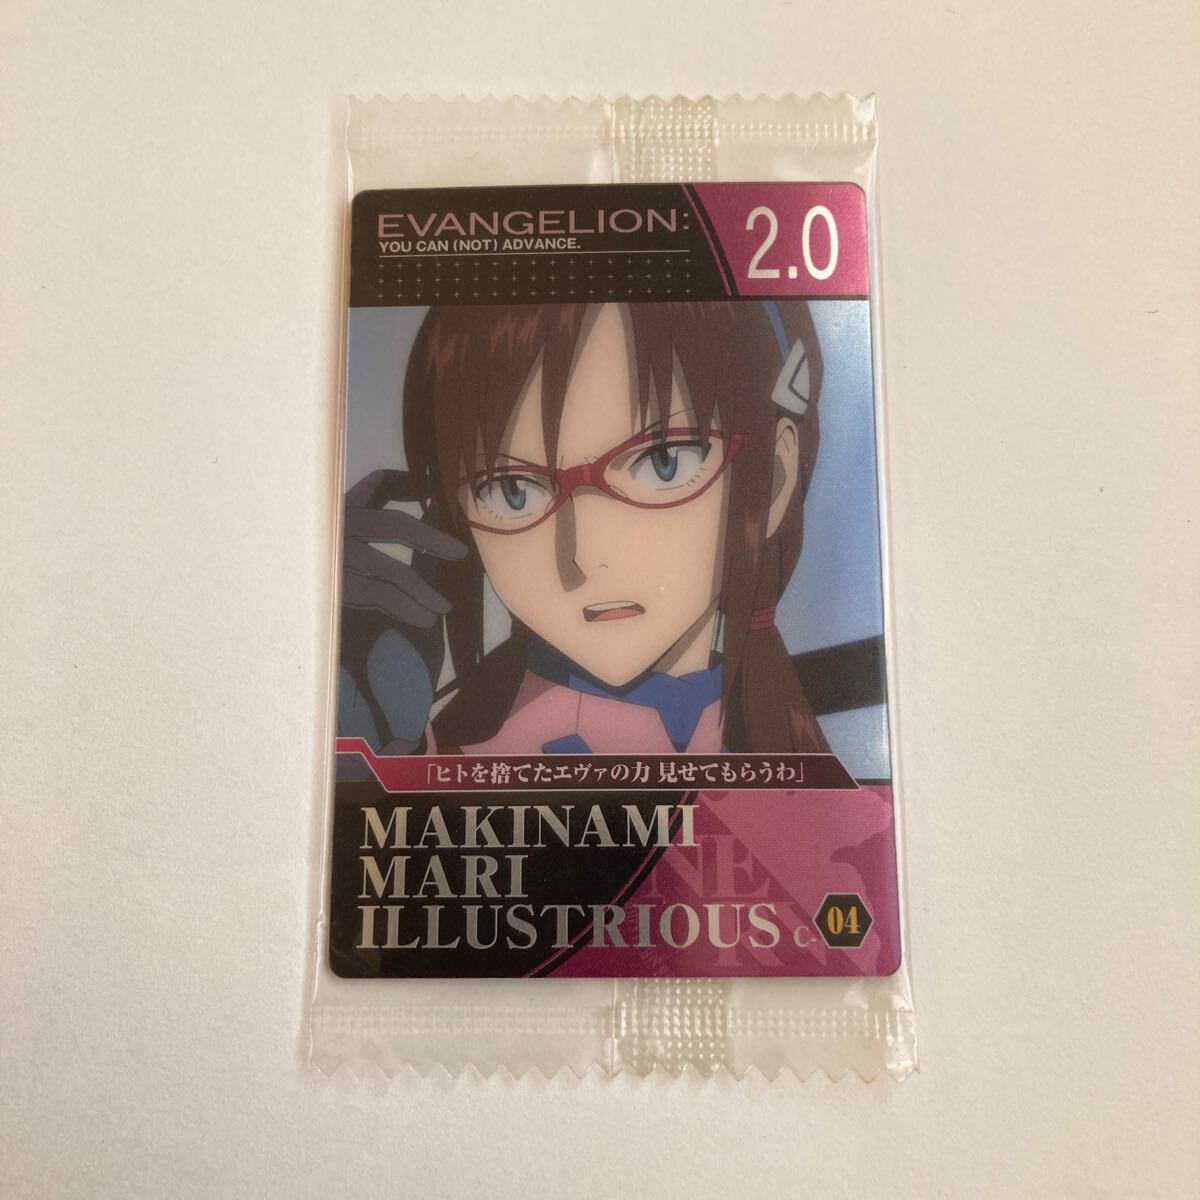 EVANGELION:
YOU CAN (NOT) ADVANCE.
2.0
「ヒトを捨てたエヴァの力 見せてもらうわ」
MAKINAMI
MARI
ILLUSTRIOUS
C-04